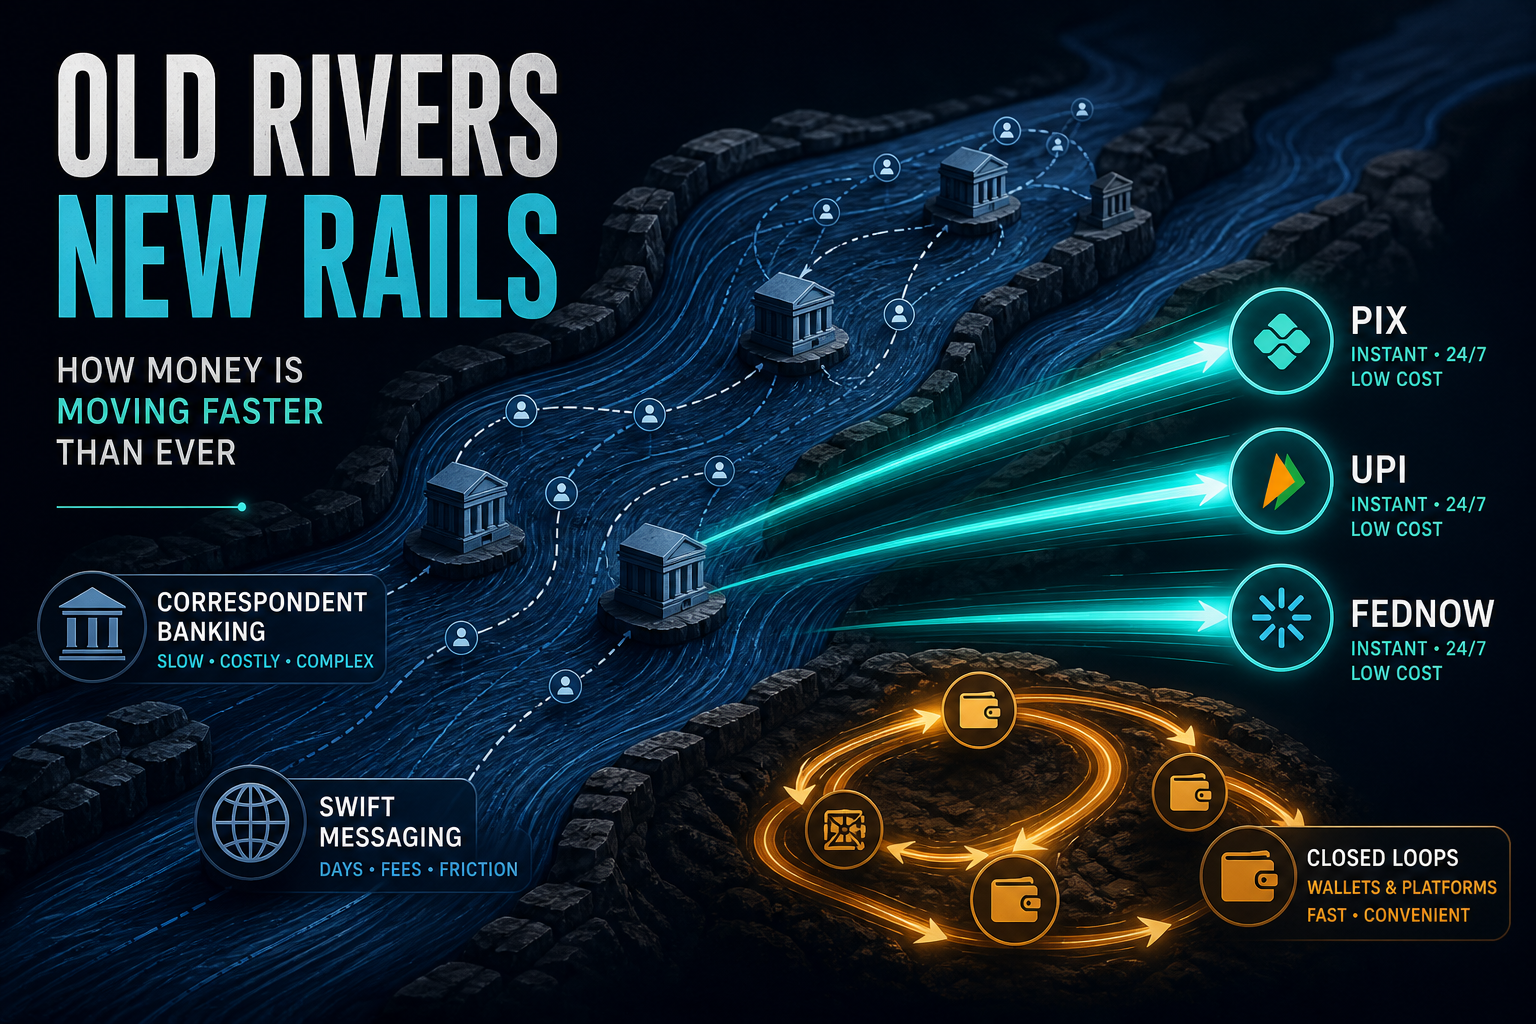 OLD RIVERS
NEW RAILS
HOW MONEY IS
MOVING FASTER
THAN EVER
PIX
INSTANT • 24/7
LOW COST
UPI
INSTANT • 24/7
LOW COST
FEDNOW
INSTANT • 24/7
LOW COST
CORRESPONDENT
BANKING
SLOW • COSTLY • COMPLEX
SWIFT
MESSAGING
DAYS • FEES • FRICTION
CLOSED LOOPS
WALLETS & PLATFORMS
FAST • CONVENIENT